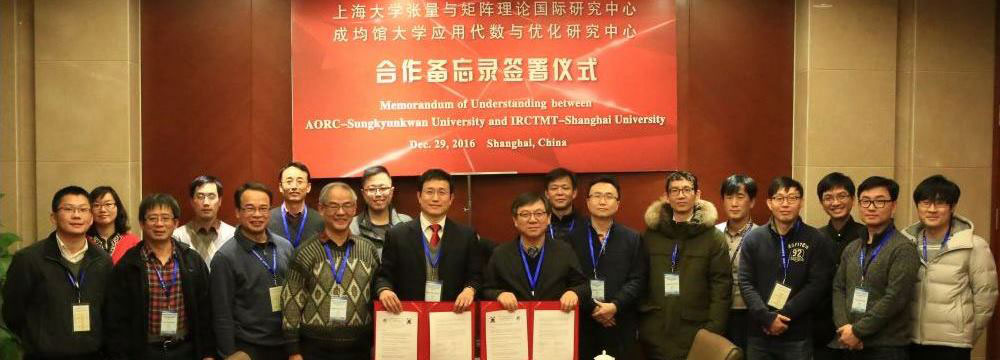 上海大学张量与矩阵理论国际研究中心
成均馆大学应用代数与优化研究中心
合作备忘录签署仪式
Memorandum of Understanding between
AORC-Sungkyunkwan University and IRCTMT-Shanghai University
Dec. 29, 2016 Shanghai, China
92